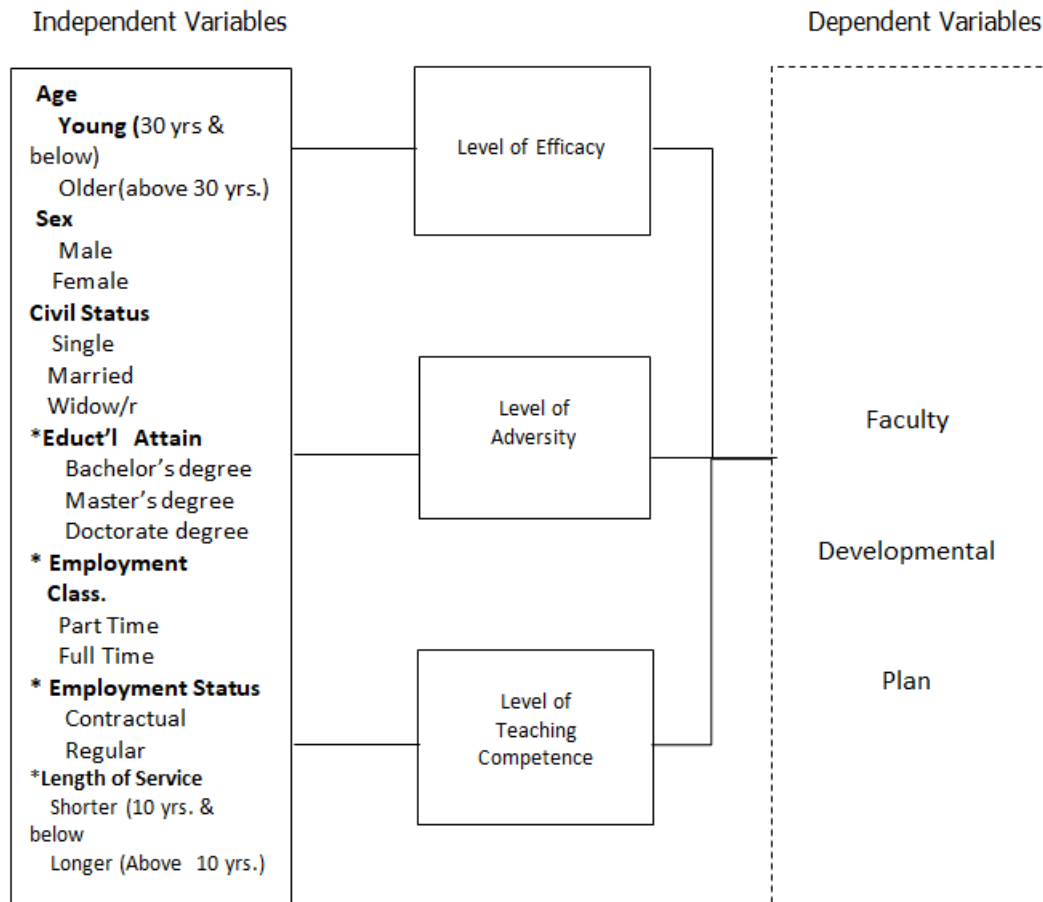 Independent Variables
Dependent Variables
Age
Young (30 yrs &
below)
Older(above 30 yrs.)
Sex
Male
Female
Civil Status
Single
Married
Widow/r
*Educt’l Attain
Bachelor’s degree
Master’s degree
Doctorate degree
* Employment
Class.
Part Time
Full Time
* Employment Status
Contractual
Regular
*Length of Service
Shorter (10 yrs. &
below
Longer (Above 10 yrs.)
Level of Efficacy
Level of
Adversity
Level of
Teaching
Competence
Faculty
Developmental
Plan